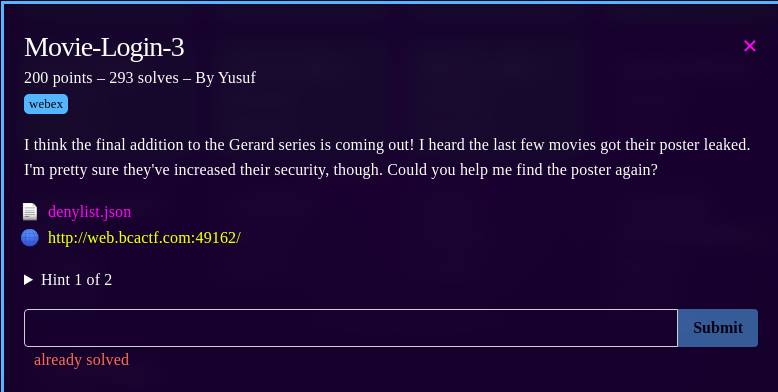 Movie-Login-3
×
200 points – 293 solves – By Yusuf
webex
I think the final addition to the Gerard series is coming out! I heard the last few movies got their poster leaked.
I'm pretty sure they've increased their security, though. Could you help me find the poster again?
denylist.json
http://web.bcactf.com:49162/
Hint 1 of 2
Submit
already solved